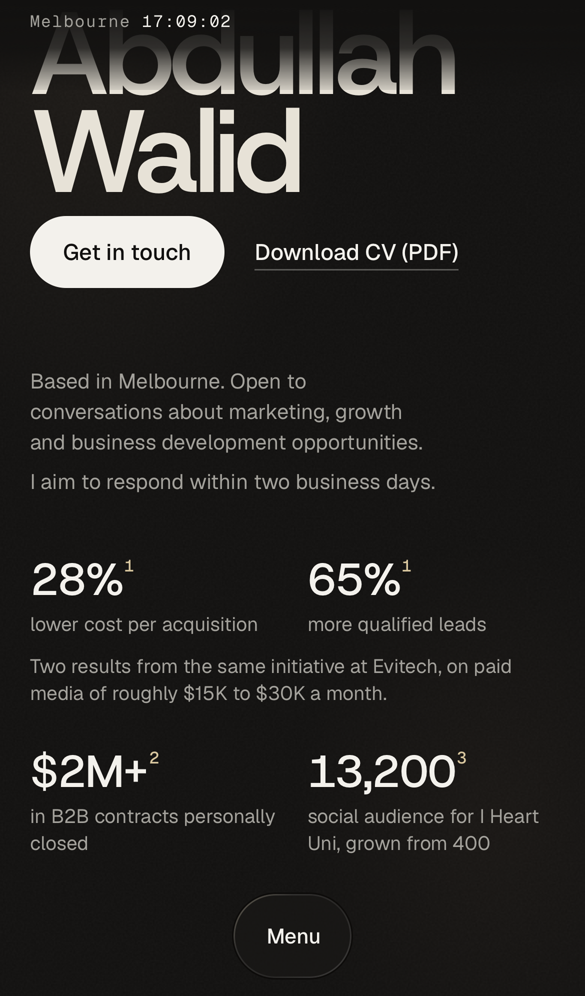 Melbourne 17:09:02
Abdullah
Walid
Get in touch
Download CV (PDF)
Based in Melbourne. Open to
conversations about marketing, growth
and business development opportunities.
I aim to respond within two business days.
28%1
65%1
lower cost per acquisition
more qualified leads
Two results from the same initiative at Evitech, on paid
media of roughly $15K to $30K a month.
$2M+2
13,2003
in B2B contracts personally
closed
social audience for I Heart
Uni, grown from 400
Menu